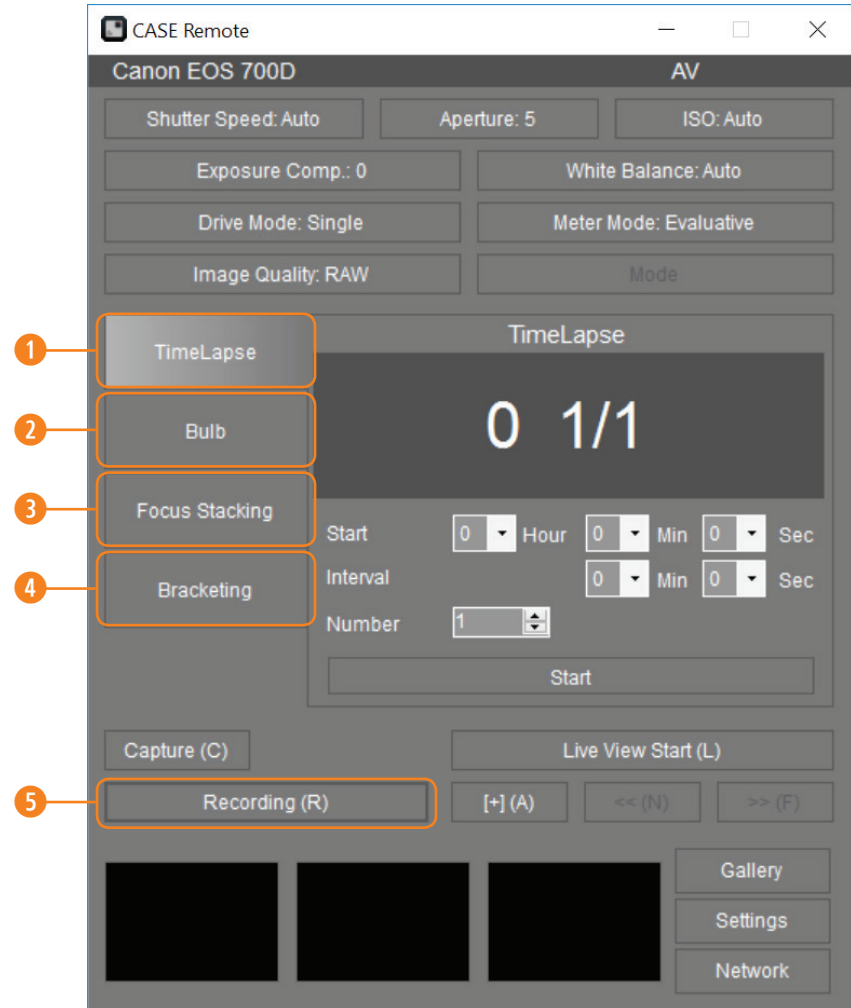 CASE Remote
Canon EOS 700D AV
Shutter Speed: Auto Aperture: 5 ISO: Auto
Exposure Comp.: 0 White Balance: Auto
Drive Mode: Single Meter Mode: Evaluative
Image Quality: RAW Mode
1 TimeLapse TimeLapse
0 1/1
2 Bulb
3 Focus Stacking
Start 0 Hour 0 Min 0 Sec
4 Bracketing
Interval 0 Min 0 Sec
Number 1
Start
Capture (C) Live View Start (L)
5 Recording (R) [+] (A) << (N) >> (F)
Gallery
Settings
Network